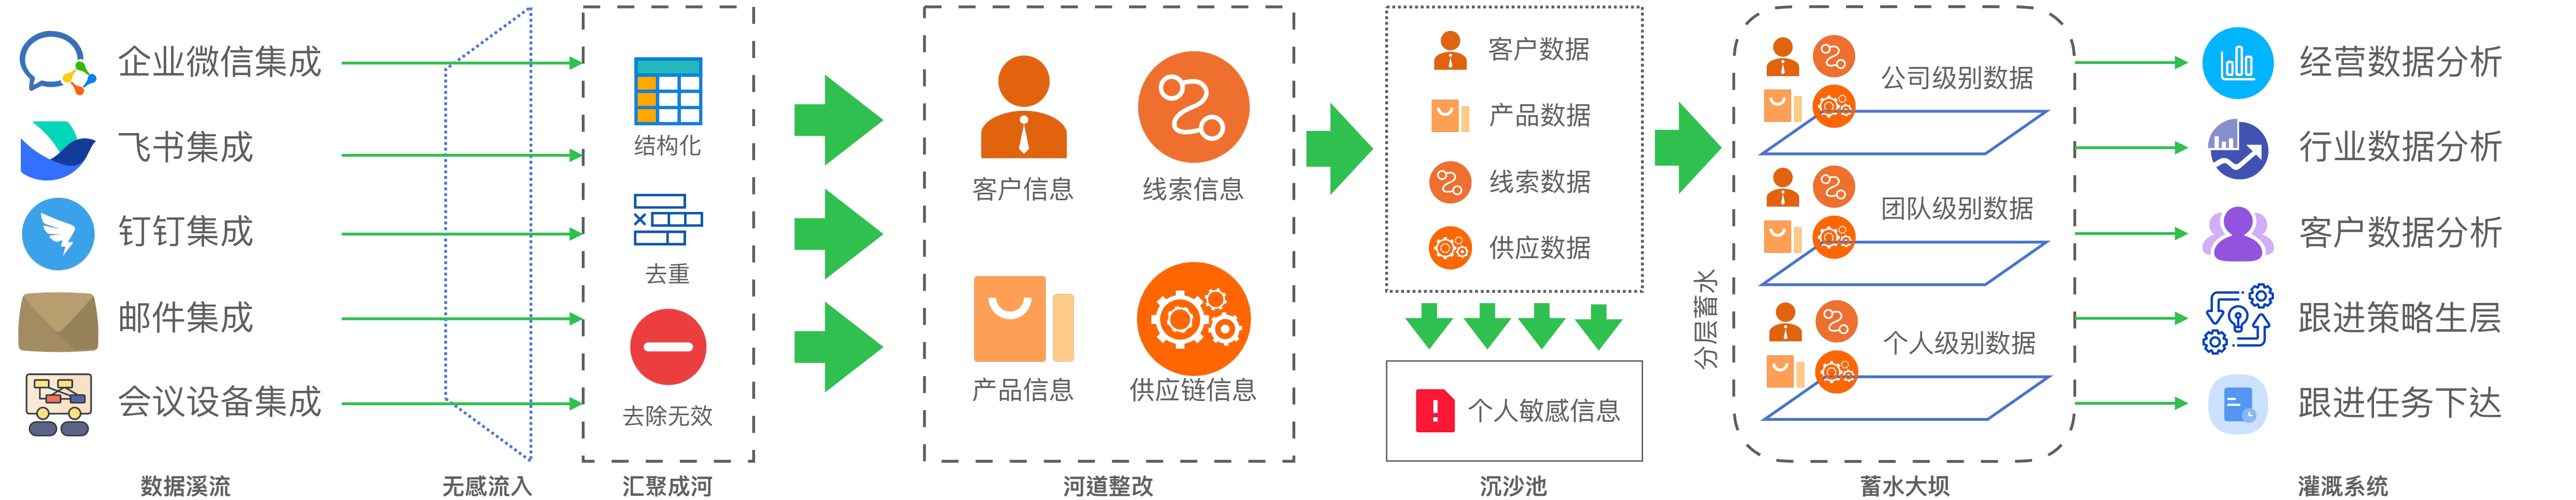 企业微信集成
飞书集成
钉钉集成
邮件集成
会议设备集成
数据溪流
无感流入
结构化
去重
去除无效
汇聚成河
客户信息
线索信息
产品信息
供应链信息
河道整改
客户数据
产品数据
线索数据
供应数据
个人敏感信息
沉沙池
分层蓄水
公司级别数据
团队级别数据
个人级别数据
蓄水大坝
经营数据分析
行业数据分析
客户数据分析
跟进策略生层
跟进任务下达
灌溉系统